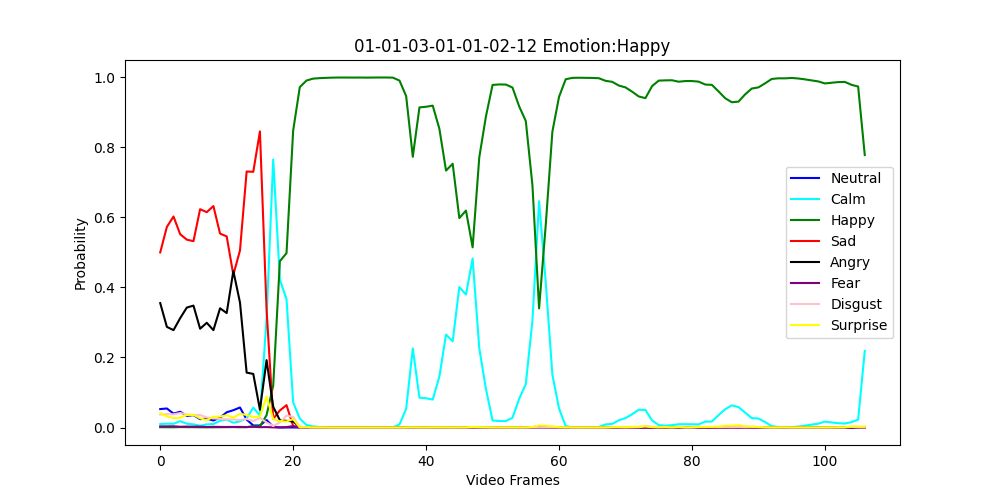 01-01-03-01-01-02-12 Emotion:Happy
1.0
0.8
0.6
0.4
0.2
0.0
Probability
Neutral
Calm
Happy
Sad
Angry
Fear
Disgust
Surprise
0 20 40 60 80 100
Video Frames